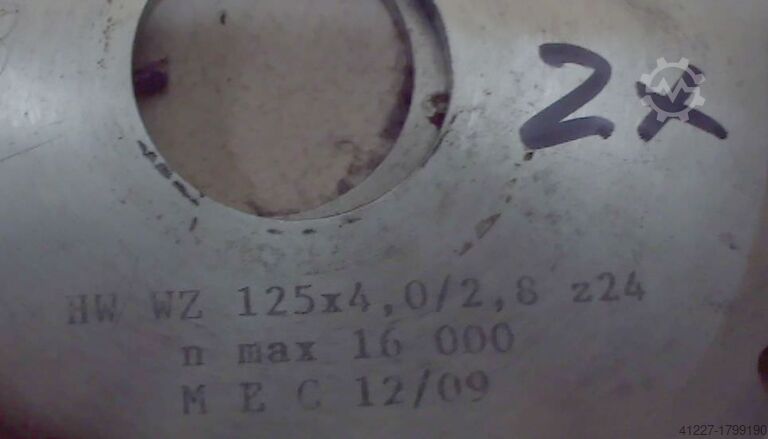 2x
HW WZ 125x4,0/2,8 z24
n max 16 000
M E C 12/09
41227-1799190